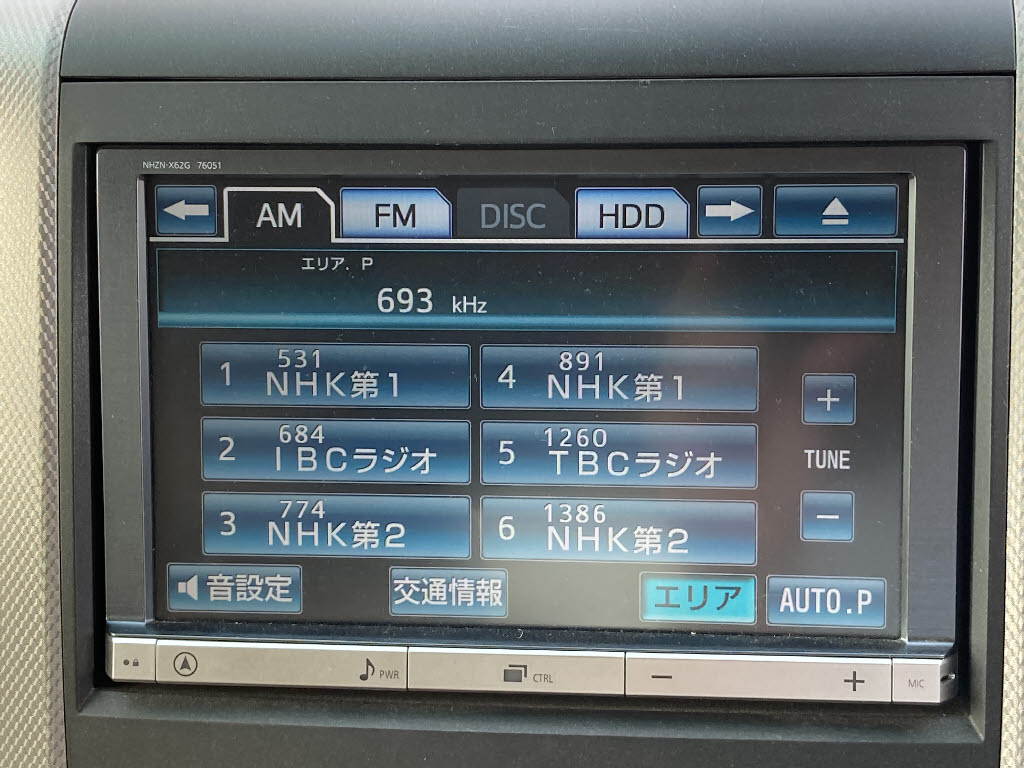 NHZN-X62G 76051
AM FM DISC HDD
エリア. P
693 kHz
1 531 NHK第1
4 891 NHK第1
2 684 IBCラジオ
5 1260 TBCラジオ
3 774 NHK第2
6 1386 NHK第2
+
TUNE
−
音設定 交通情報 エリア AUTO.P
PWR CTRL − + MIC